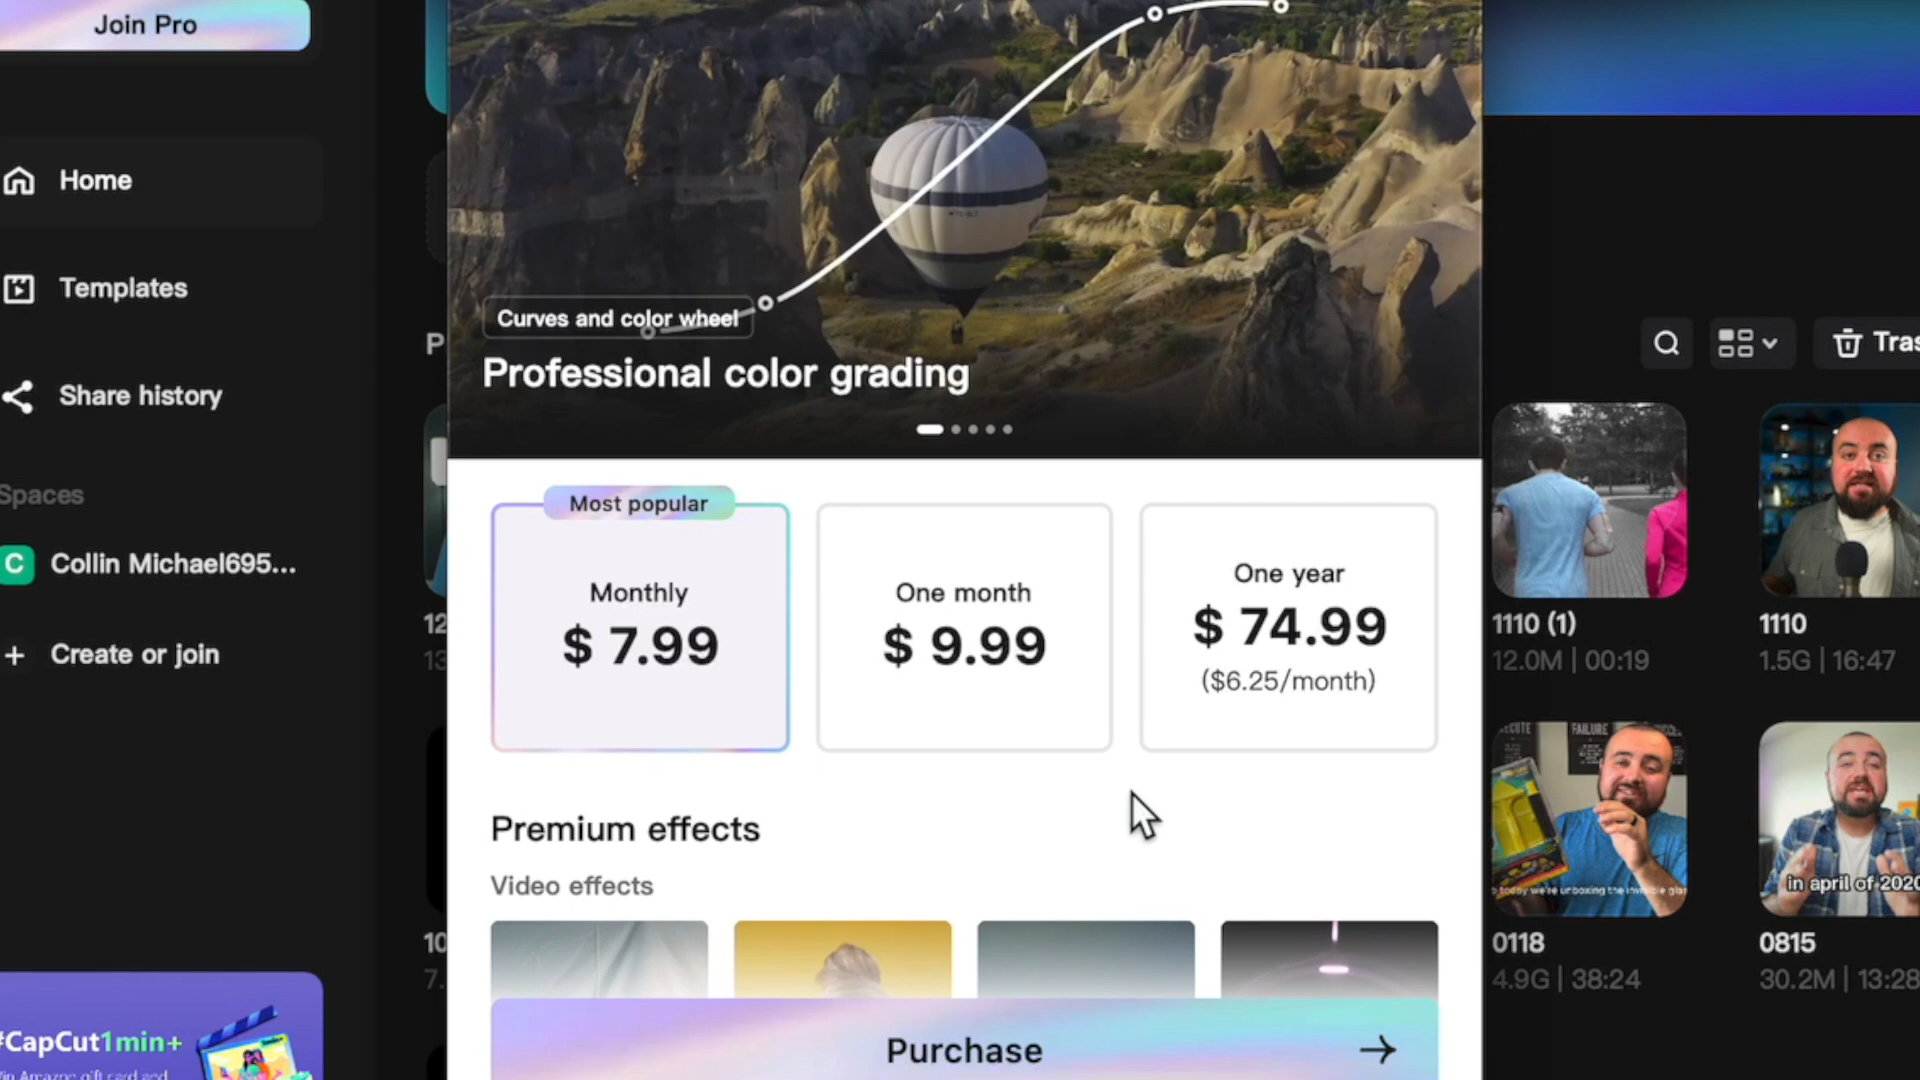 Join Pro
Home
Templates
Share history
Spaces
Collin Michael695...
Create or join
#CapCut1min+
Curves and color wheel
Professional color grading
Most popular
Monthly
$ 7.99
One month
$ 9.99
One year
$ 74.99
($6.25/month)
Premium effects
Video effects
Purchase
1110 (1)
12.0M | 00:19
1110
1.5G | 16:47
FAILURE
in april of 2020
0118
4.9G | 38:24
0815
30.2M | 13:28